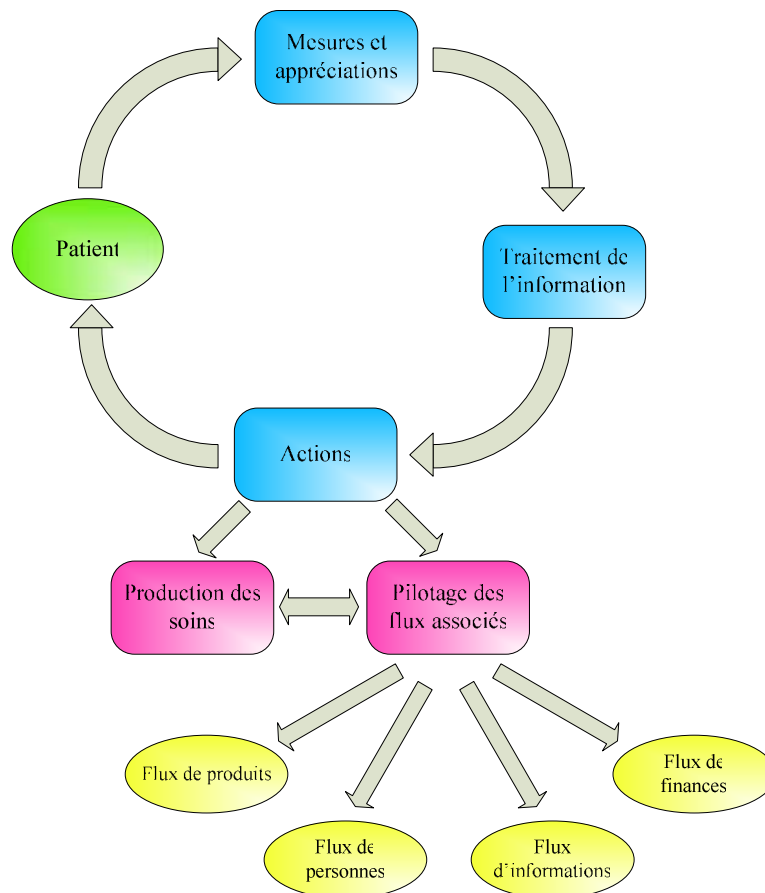 Mesures et
appréciations
Patient
Traitement de
l’information
Actions
Production des
soins
Pilotage des
flux associés
Flux de produits
Flux de
personnes
Flux
d’informations
Flux de
finances